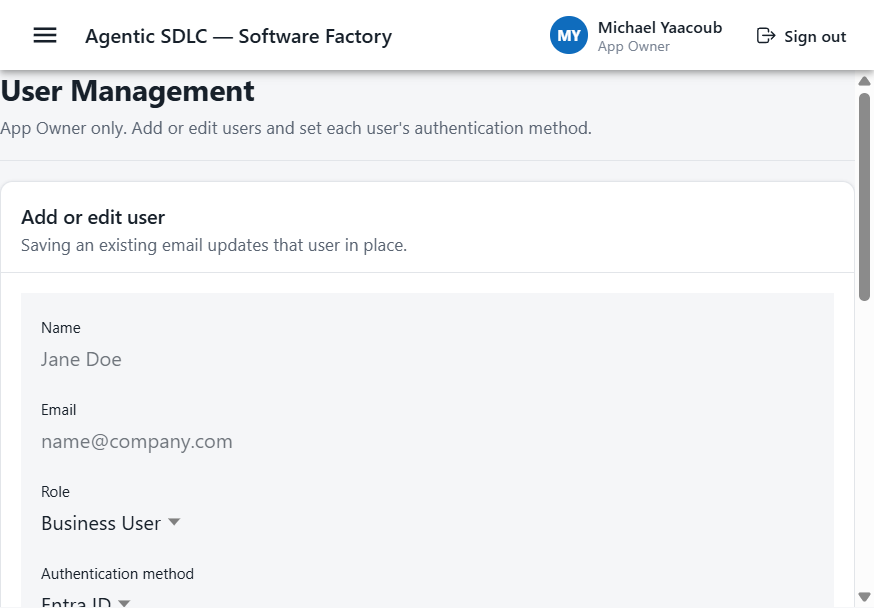 Agentic SDLC — Software Factory
MY
Michael Yaacoub
App Owner
Sign out
User Management
App Owner only. Add or edit users and set each user's authentication method.
Add or edit user
Saving an existing email updates that user in place.
Name
Jane Doe
Email
name@company.com
Role
Business User
Authentication method
Entra ID